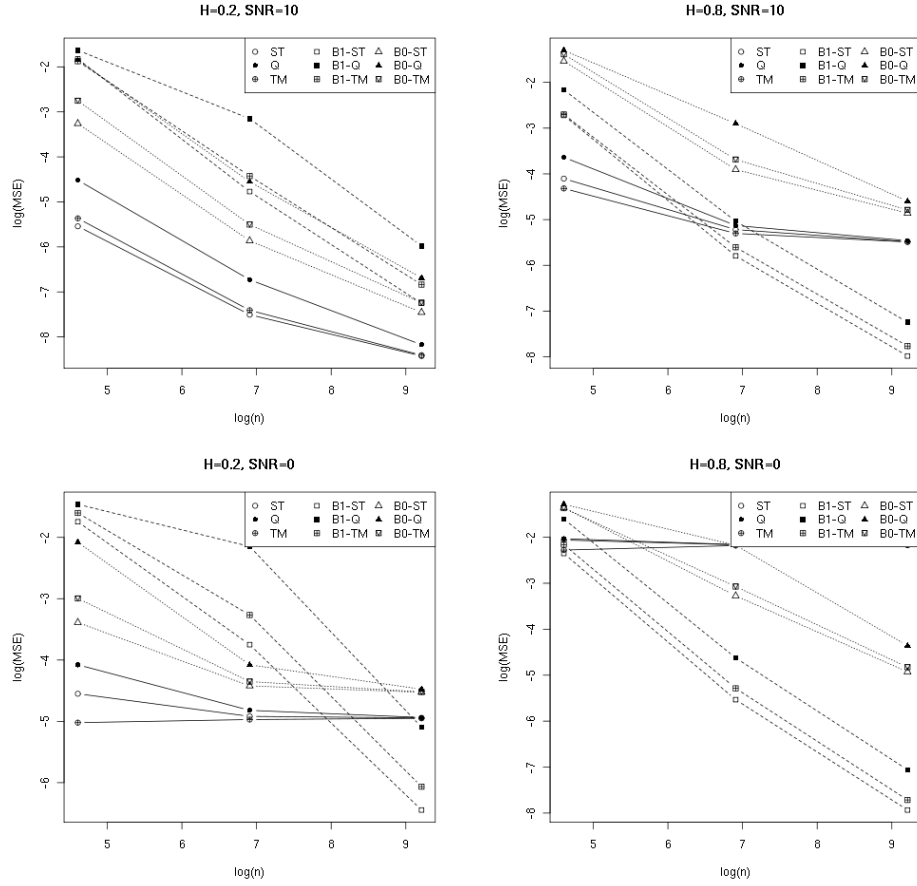 H=0.2, SNR=10
ST B1-ST B0-ST
Q B1-Q B0-Q
TM B1-TM B0-TM
log(MSE)
-2
-3
-4
-5
-6
-7
-8
5 6 7 8 9
log(n)
H=0.8, SNR=10
ST B1-ST B0-ST
Q B1-Q B0-Q
TM B1-TM B0-TM
log(MSE)
-2
-3
-4
-5
-6
-7
-8
5 6 7 8 9
log(n)
H=0.2, SNR=0
ST B1-ST B0-ST
Q B1-Q B0-Q
TM B1-TM B0-TM
log(MSE)
-2
-3
-4
-5
-6
5 6 7 8 9
log(n)
H=0.8, SNR=0
ST B1-ST B0-ST
Q B1-Q B0-Q
TM B1-TM B0-TM
log(MSE)
-2
-3
-4
-5
-6
-7
-8
5 6 7 8 9
log(n)